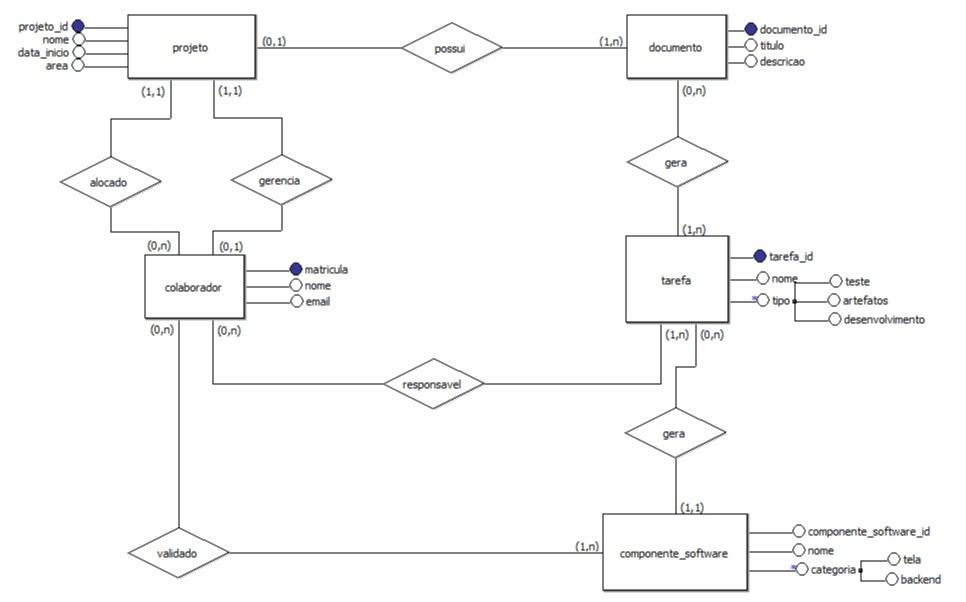 projeto_id
nome
data_inicio
area
projeto
(0,1)
possui
(1,n)
documento
documento_id
titulo
descricao
(1,1)
(1,1)
(0,n)
alocado
gerencia
gera
(0,n)
(0,1)
(1,n)
colaborador
matricula
nome
email
tarefa
tarefa_id
nome
* tipo
teste
artefatos
desenvolvimento
(0,n)
(0,n)
(1,n)
(0,n)
responsavel
gera
(1,1)
validado
(1,n)
componente_software
componente_software_id
nome
* categoria
tela
backend